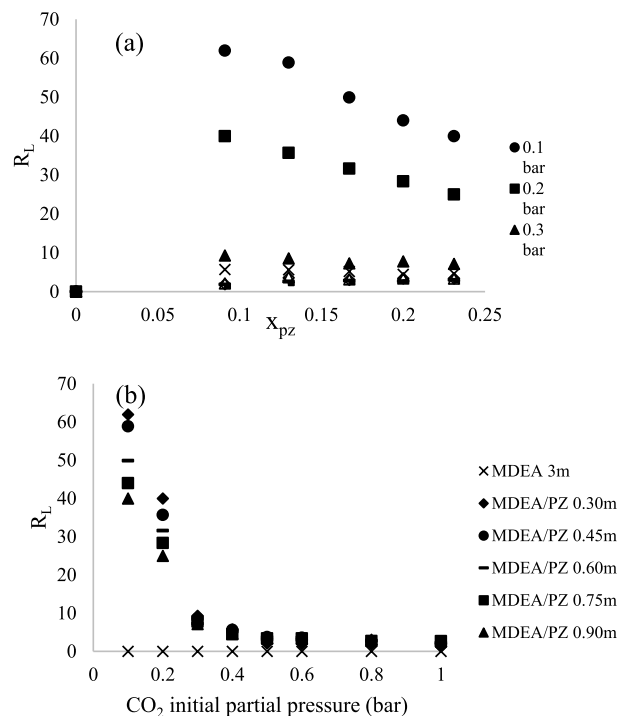 70
(a)
60
50
40
30
20
10
0
R_L
0
0.05
0.1
0.15
0.2
0.25
x_pz
0.1
bar
0.2
bar
0.3
bar
70
(b)
60
50
40
30
20
10
0
R_L
0
0.2
0.4
0.6
0.8
1
CO₂ initial partial pressure (bar)
MDEA 3m
MDEA/PZ 0.30m
MDEA/PZ 0.45m
MDEA/PZ 0.60m
MDEA/PZ 0.75m
MDEA/PZ 0.90m